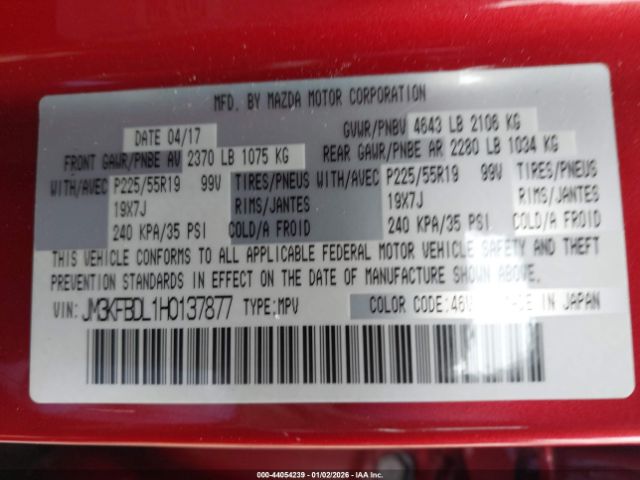 MFD. BY MAZDA MOTOR CORPORATION
DATE 04/17 GVWR/PNBV 4643 LB 2106 KG
FRONT GAWR/PNBE AV 2370 LB 1075 KG REAR GAWR/PNBE AR 2280 LB 1034 KG
WITH/AVEC P225/55R19 99V TIRES/PNEUS WITH/AVEC P225/55R19 99V TIRES/PNEUS
19X7J RIMS/JANTES 19X7J RIMS/JANTES
240 KPA/35 PSI COLD/A FROID 240 KPA/35 PSI COLD/A FROID
THIS VEHICLE CONFORMS TO ALL APPLICABLE FEDERAL MOTOR VEHICLE SAFETY AND THEFT
PREVENTION STANDARDS IN EFFECT ON THE DATE OF MANUFACTURE SHOWN ABOVE.
VIN: JM3KFBDL1H0137877 TYPE:MPV COLOR CODE:46V MADE IN JAPAN
000-44054239 - 01/02/2026 - IAA Inc.